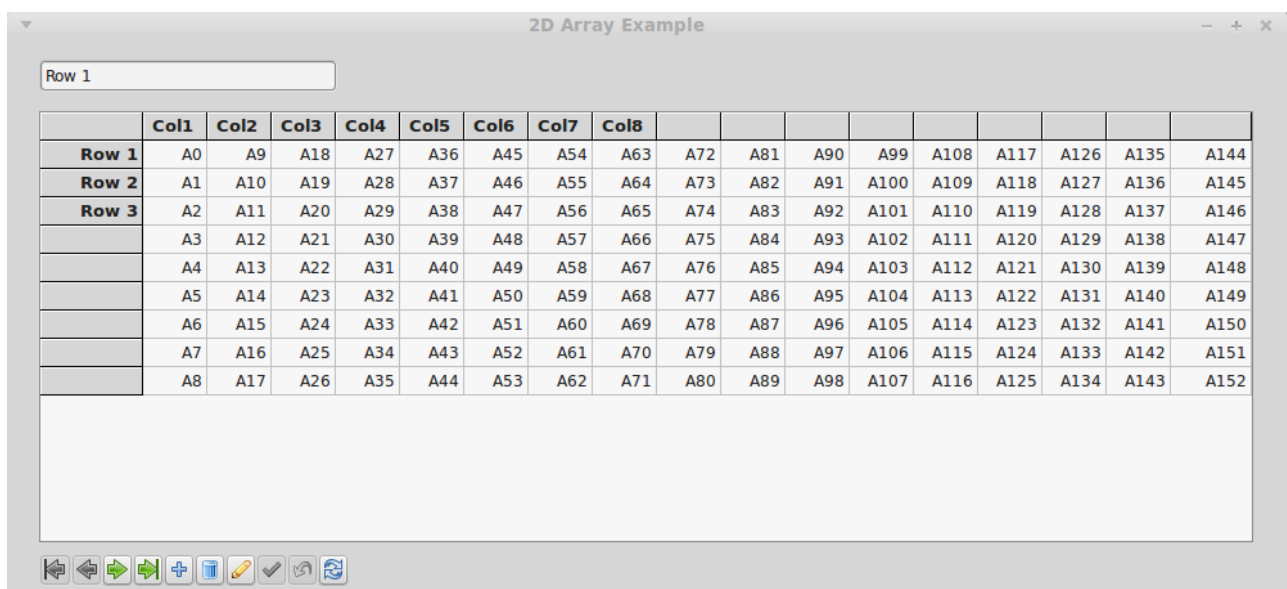 2D Array Example
Row 1
Col1 Col2 Col3 Col4 Col5 Col6 Col7 Col8
Row 1 A0 A9 A18 A27 A36 A45 A54 A63 A72 A81 A90 A99 A108 A117 A126 A135 A144
Row 2 A1 A10 A19 A28 A37 A46 A55 A64 A73 A82 A91 A100 A109 A118 A127 A136 A145
Row 3 A2 A11 A20 A29 A38 A47 A56 A65 A74 A83 A92 A101 A110 A119 A128 A137 A146
A3 A12 A21 A30 A39 A48 A57 A66 A75 A84 A93 A102 A111 A120 A129 A138 A147
A4 A13 A22 A31 A40 A49 A58 A67 A76 A85 A94 A103 A112 A121 A130 A139 A148
A5 A14 A23 A32 A41 A50 A59 A68 A77 A86 A95 A104 A113 A122 A131 A140 A149
A6 A15 A24 A33 A42 A51 A60 A69 A78 A87 A96 A105 A114 A123 A132 A141 A150
A7 A16 A25 A34 A43 A52 A61 A70 A79 A88 A97 A106 A115 A124 A133 A142 A151
A8 A17 A26 A35 A44 A53 A62 A71 A80 A89 A98 A107 A116 A125 A134 A143 A152